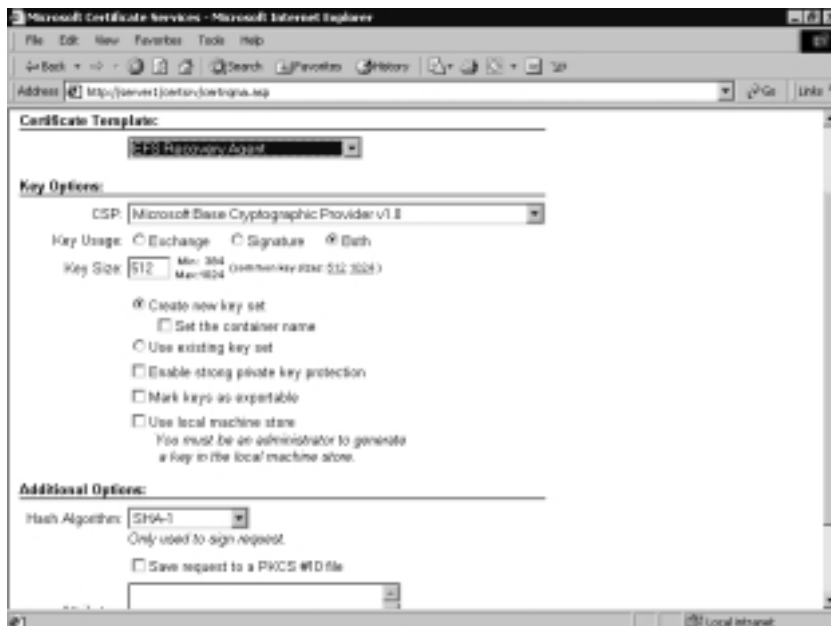 Microsoft Certificate Services - Microsoft Internet Explorer
File Edit View Favorites Tools Help
Back Search Favorites History
Address http://server1/certsrv/certrqma.asp Go Links
Certificate Template:
EFS Recovery Agent
Key Options:
CSP: Microsoft Base Cryptographic Provider v1.0
Key Usage: Exchange Signature Both
Key Size: 512 Min: 384 Max: 1024 (common key sizes: 512 1024)
Create new key set
Set the container name
Use existing key set
Enable strong private key protection
Mark keys as exportable
Use local machine store
You must be an administrator to generate
a key in the local machine store.
Additional Options:
Hash Algorithm: SHA-1
Only used to sign request.
Save request to a PKCS #10 file
Local intranet